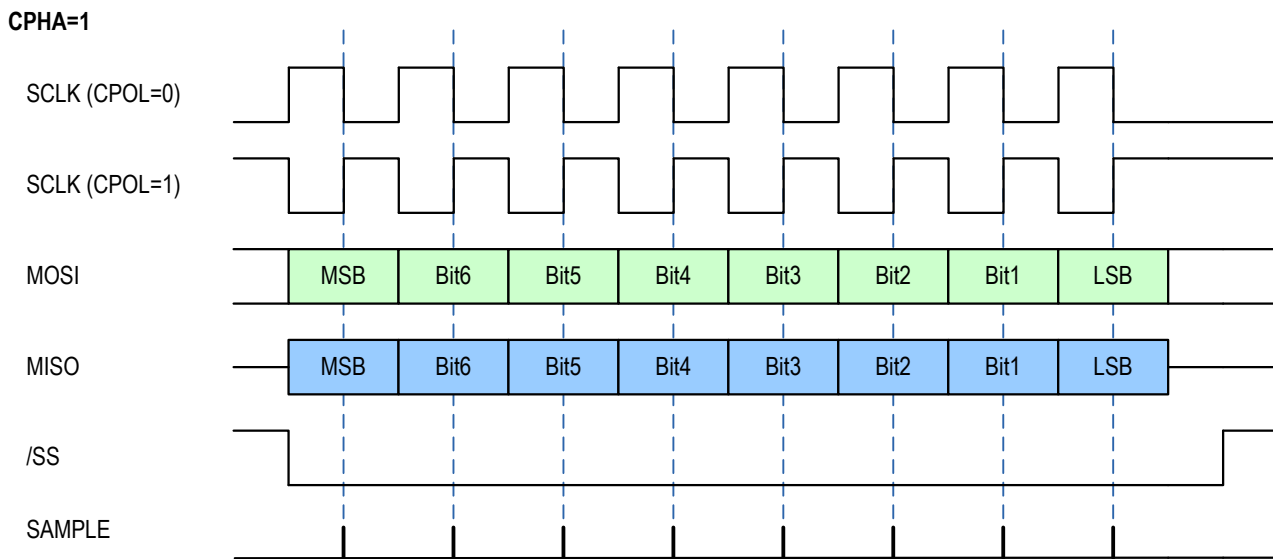 CPHA=1
SCLK (CPOL=0)
SCLK (CPOL=1)
MOSI MSB Bit6 Bit5 Bit4 Bit3 Bit2 Bit1 LSB
MISO MSB Bit6 Bit5 Bit4 Bit3 Bit2 Bit1 LSB
/SS
SAMPLE